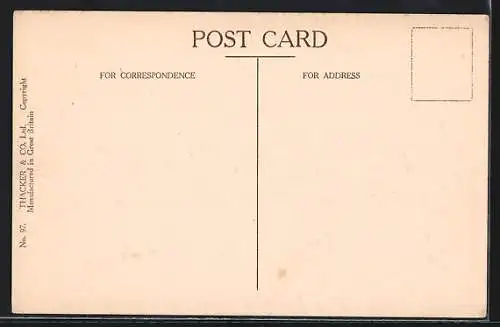 POST CARD
FOR CORRESPONDENCE
FOR ADDRESS
No. 97. THACKER & CO. Ltd. Copyright
Manufactured in Great Britain